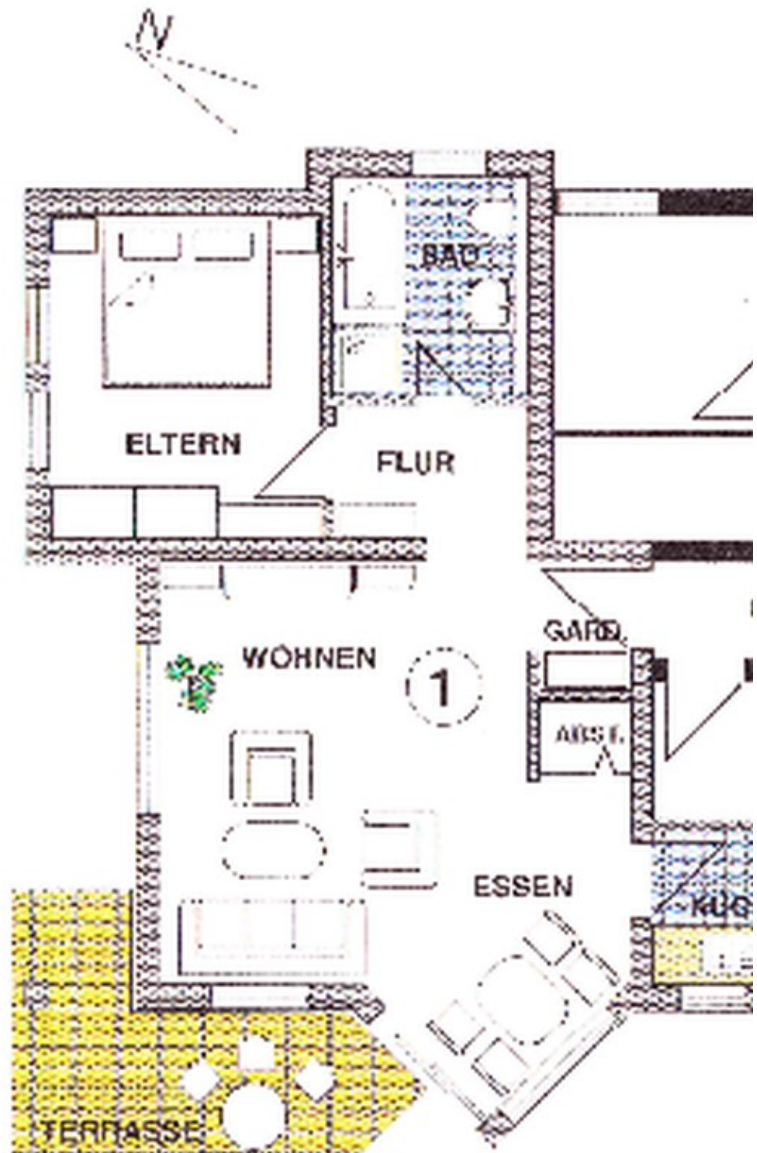 N
BAD
ELTERN
FLUR
GARD.
WOHNEN
1
ABST.
ESSEN
KÜC
TERRASSE